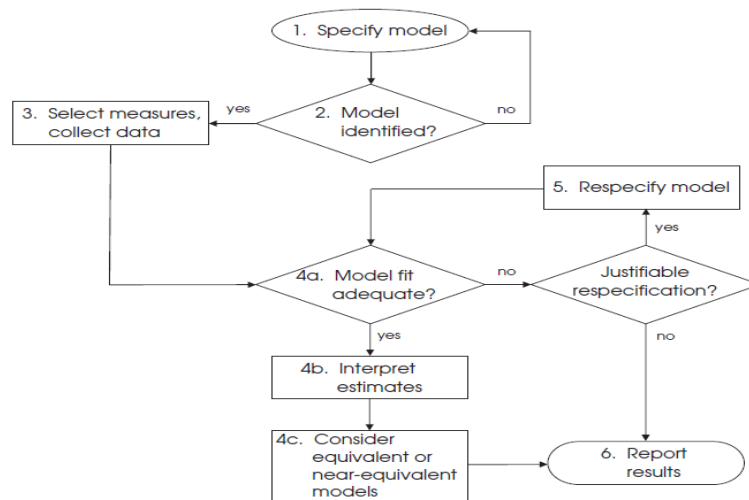 1. Specify model
2. Model
identified?
yes
no
3. Select measures,
collect data
5. Respecify model
yes
4a. Model fit
adequate?
no
Justifiable
respecification?
yes
no
4b. Interpret
estimates
4c. Consider
equivalent or
near-equivalent
models
6. Report
results